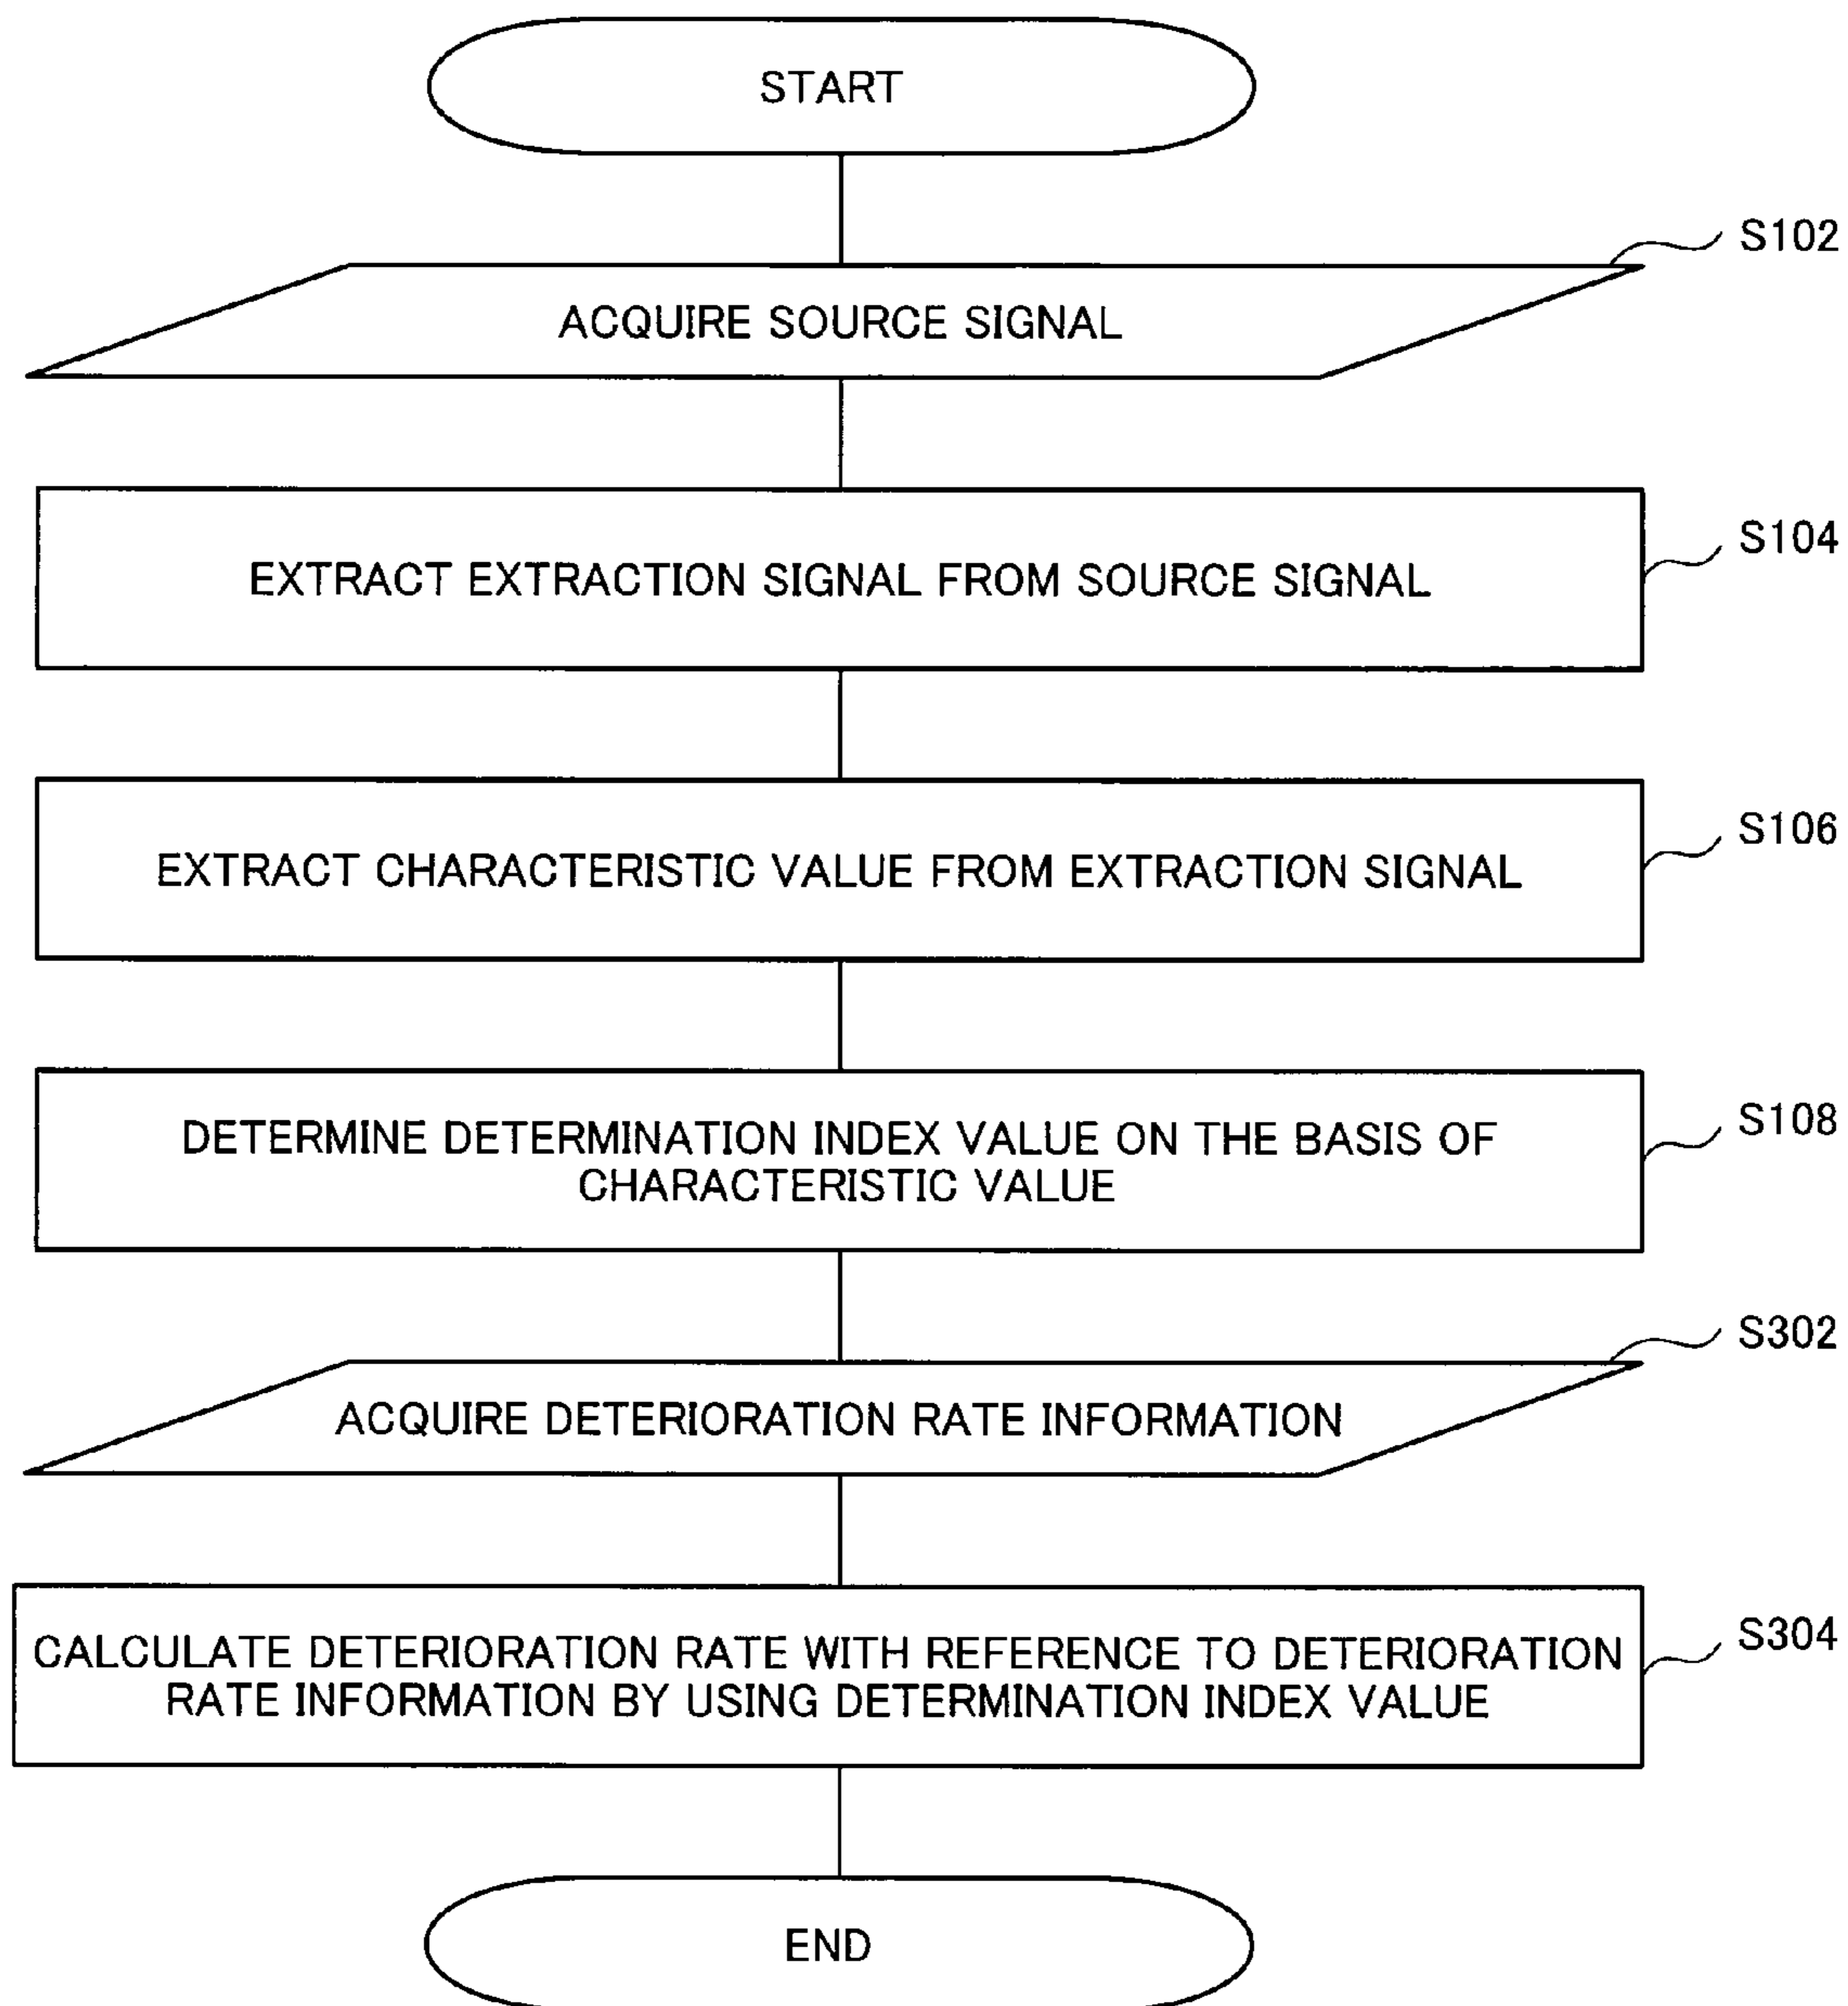 START
S102
ACQUIRE SOURCE SIGNAL
S104
EXTRACT EXTRACTION SIGNAL FROM SOURCE SIGNAL
S106
EXTRACT CHARACTERISTIC VALUE FROM EXTRACTION SIGNAL
S108
DETERMINE DETERMINATION INDEX VALUE ON THE BASIS OF
CHARACTERISTIC VALUE
S302
ACQUIRE DETERIORATION RATE INFORMATION
S304
CALCULATE DETERIORATION RATE WITH REFERENCE TO DETERIORATION
RATE INFORMATION BY USING DETERMINATION INDEX VALUE
END